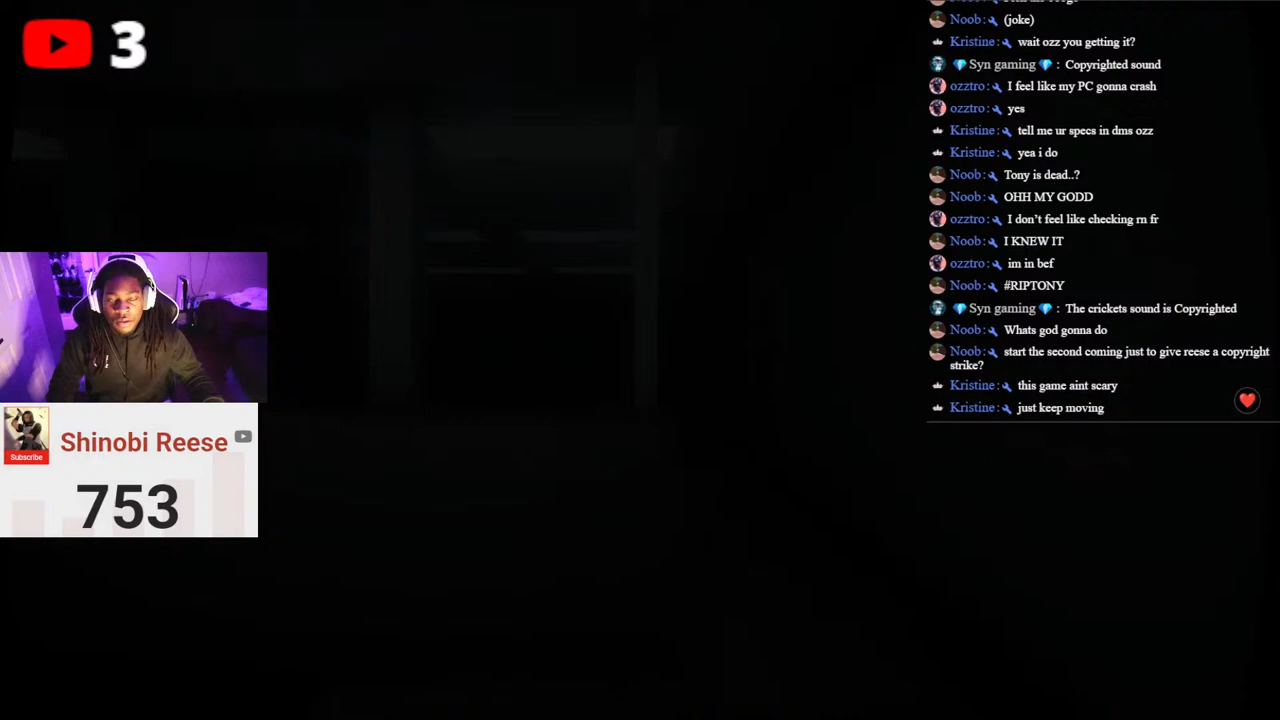 3
Noob: (joke)
Kristine: wait ozz you getting it?
Syn gaming : Copyrighted sound
ozztro: I feel like my PC gonna crash
ozztro: yes
Kristine: tell me ur specs in dms ozz
Kristine: yea i do
Noob: Tony is dead..?
Noob: OHH MY GODD
ozztro: I don't feel like checking rn fr
Noob: I KNEW IT
ozztro: im in bef
Noob: #RIPTONY
Syn gaming : The crickets sound is Copyrighted
Noob: Whats god gonna do
Noob: start the second coming just to give reese a copyright
strike?
Kristine: this game aint scary
Kristine: just keep moving
Shinobi Reese
Subscribe
753